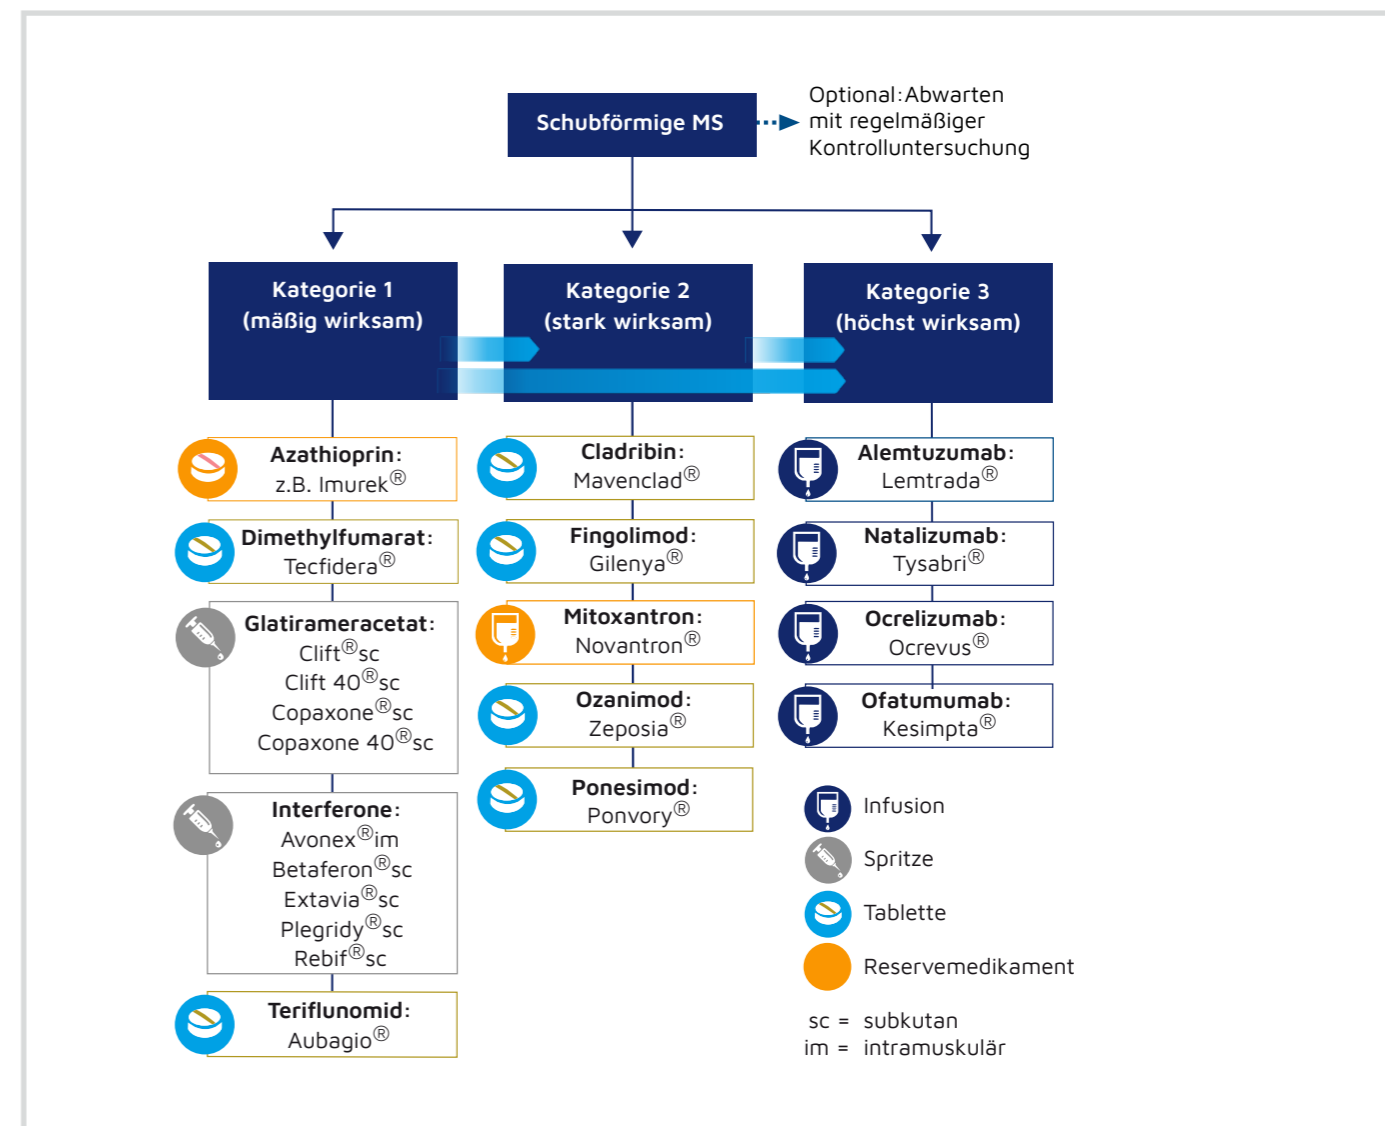 Schubförmige MS
Optional:Abwarten
mit regelmäßiger
Kontrolluntersuchung
Kategorie 1
(mäßig wirksam)
Kategorie 2
(stark wirksam)
Kategorie 3
(höchst wirksam)
Azathioprin:
z.B. Imurek®
Dimethylfumarat:
Tecfidera®
Glatirameracetat:
Clift®sc
Clift 40®sc
Copaxone®sc
Copaxone 40®sc
Interferone:
Avonex®im
Betaferon®sc
Extavia®sc
Plegridy®sc
Rebif®sc
Teriflunomid:
Aubagio®
Cladribin:
Mavenclad®
Fingolimod:
Gilenya®
Mitoxantron:
Novantron®
Ozanimod:
Zeposia®
Ponesimod:
Ponvory®
Alemtuzumab:
Lemtrada®
Natalizumab:
Tysabri®
Ocrelizumab:
Ocrevus®
Ofatumumab:
Kesimpta®
Infusion
Spritze
Tablette
Reservemedikament
sc = subkutan
im = intramuskulär